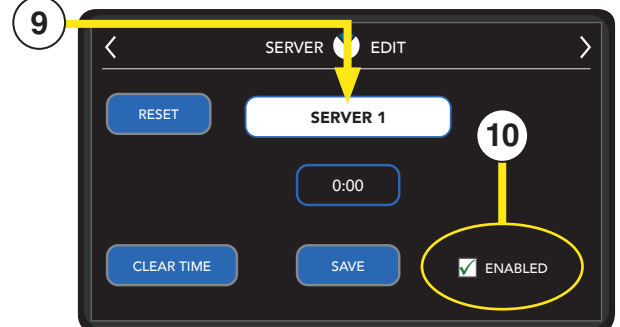 9
SERVER EDIT
RESET
SERVER 1
10
0:00
CLEAR TIME
SAVE
ENABLED